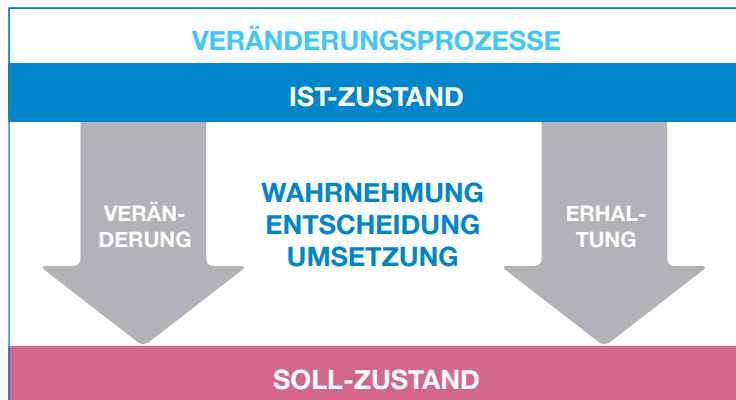 VERÄNDERUNGSPROZESSE
IST-ZUSTAND
VERÄN-
DERUNG
WAHRNEHMUNG
ENTSCHEIDUNG
UMSETZUNG
ERHAL-
TUNG
SOLL-ZUSTAND